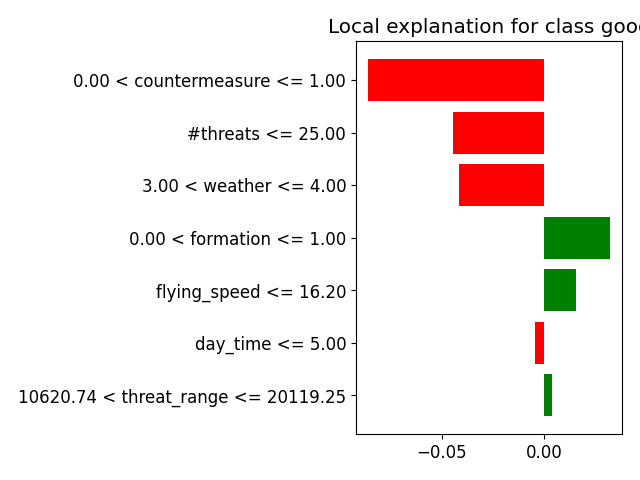 Local explanation for class goo
0.00 < countermeasure <= 1.00
#threats <= 25.00
3.00 < weather <= 4.00
0.00 < formation <= 1.00
flying_speed <= 16.20
day_time <= 5.00
10620.74 < threat_range <= 20119.25
−0.05 0.00